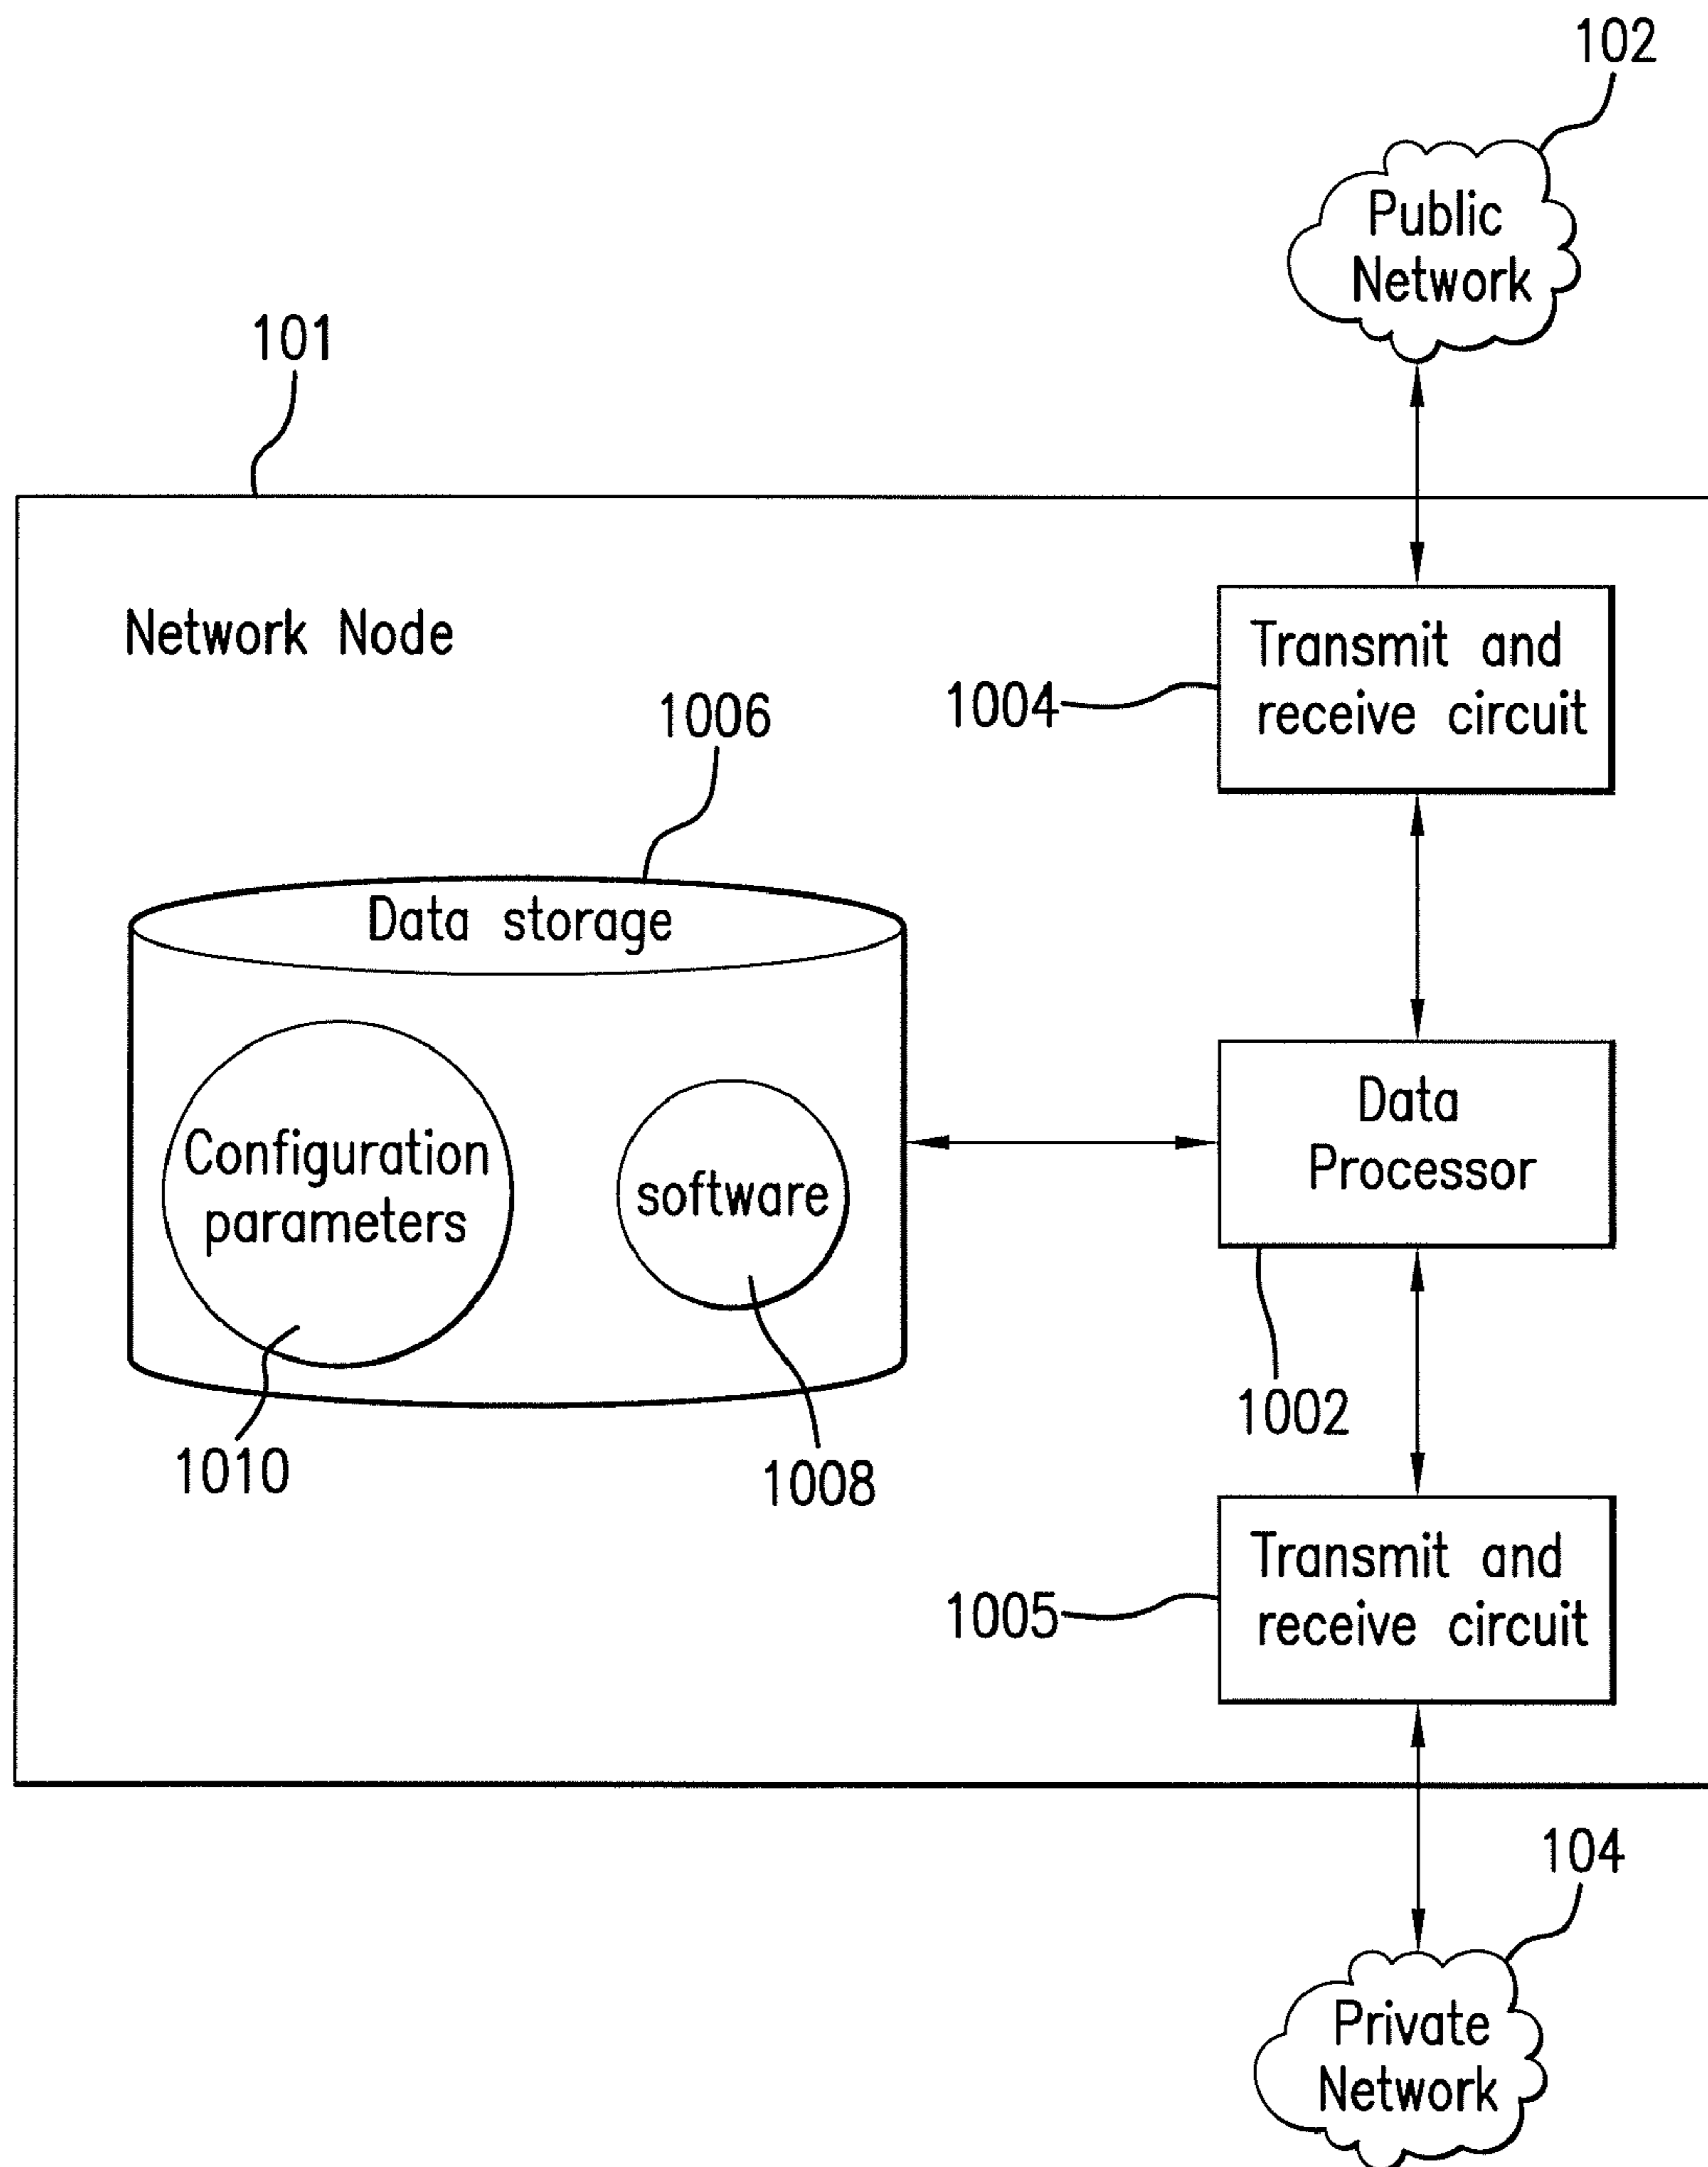 102
Public
Network
101
Network Node
Transmit and
receive circuit
1004
1006
Data storage
Configuration
parameters
software
Data
Processor
1002
1010
1008
Transmit and
receive circuit
1005
104
Private
Network